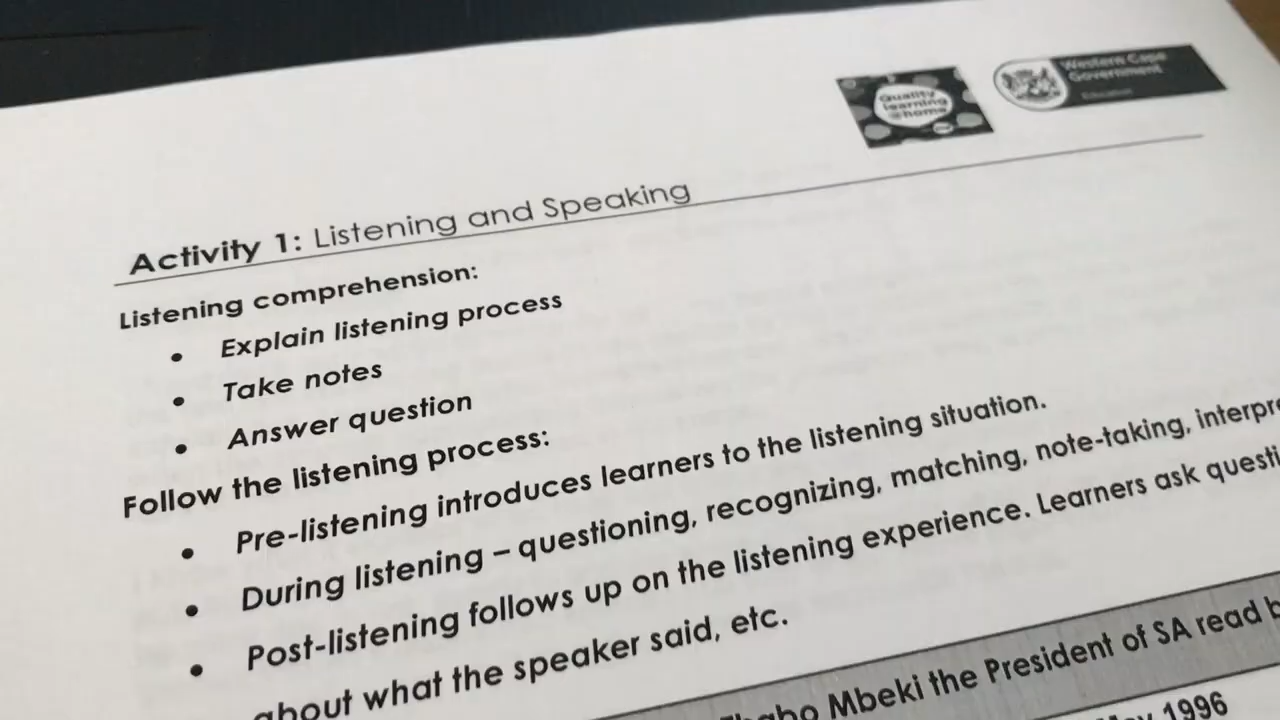 Quality
learning
@home
Western Cape
Government
Education
Activity 1: Listening and Speaking
Listening comprehension:
• Explain listening process
• Take notes
• Answer question
Follow the listening process:
• Pre-listening introduces learners to the listening situation.
• During listening – questioning, recognizing, matching, note-taking,
• Post-listening follows up on the listening experience. Learners ask
about what the speaker said, etc.
Mbeki the President of SA read
1996